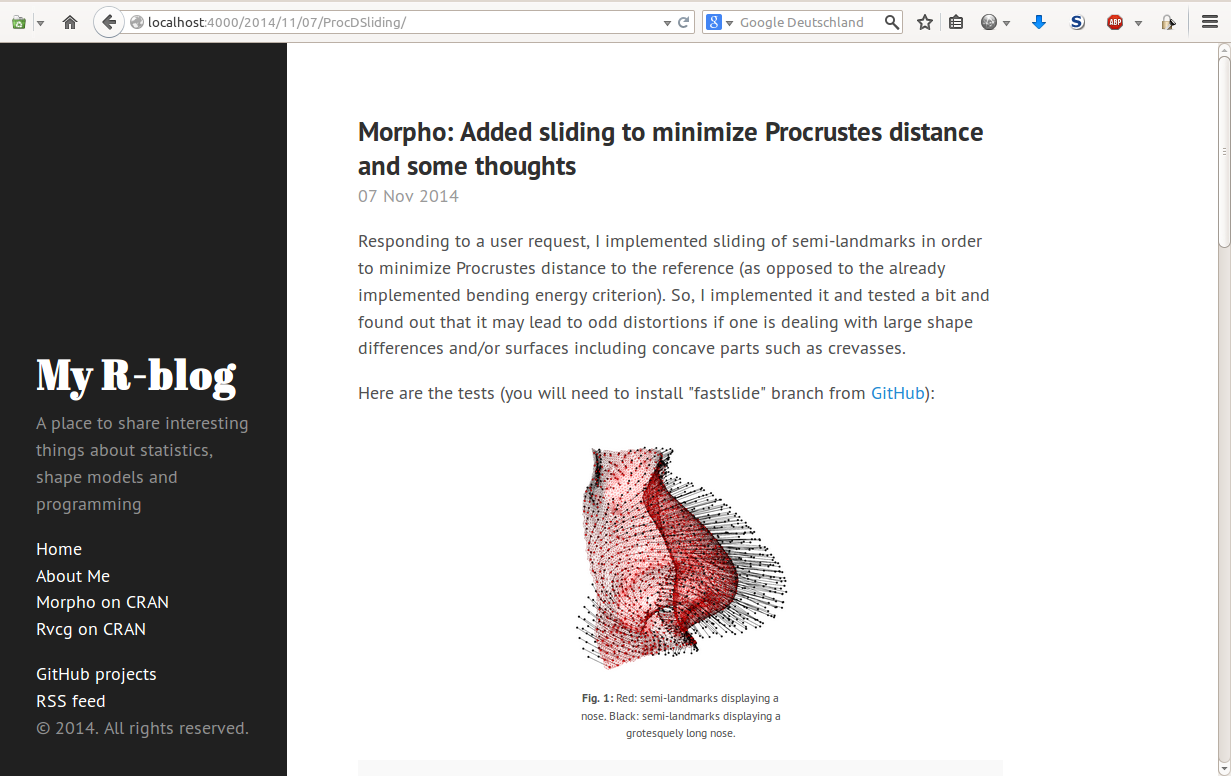 localhost:4000/2014/11/07/ProcDSliding/
Google Deutschland
My R-blog
A place to share interesting
things about statistics,
shape models and
programming
Home
About Me
Morpho on CRAN
Rvcg on CRAN
GitHub projects
RSS feed
© 2014. All rights reserved.
Morpho: Added sliding to minimize Procrustes distance
and some thoughts
07 Nov 2014
Responding to a user request, I implemented sliding of semi-landmarks in order
to minimize Procrustes distance to the reference (as opposed to the already
implemented bending energy criterion). So, I implemented it and tested a bit and
found out that it may lead to odd distortions if one is dealing with large shape
differences and/or surfaces including concave parts such as crevasses.
Here are the tests (you will need to install "fastslide" branch from GitHub):
Fig. 1: Red: semi-landmarks displaying a
nose. Black: semi-landmarks displaying a
grotesquely long nose.
8
S
ABP